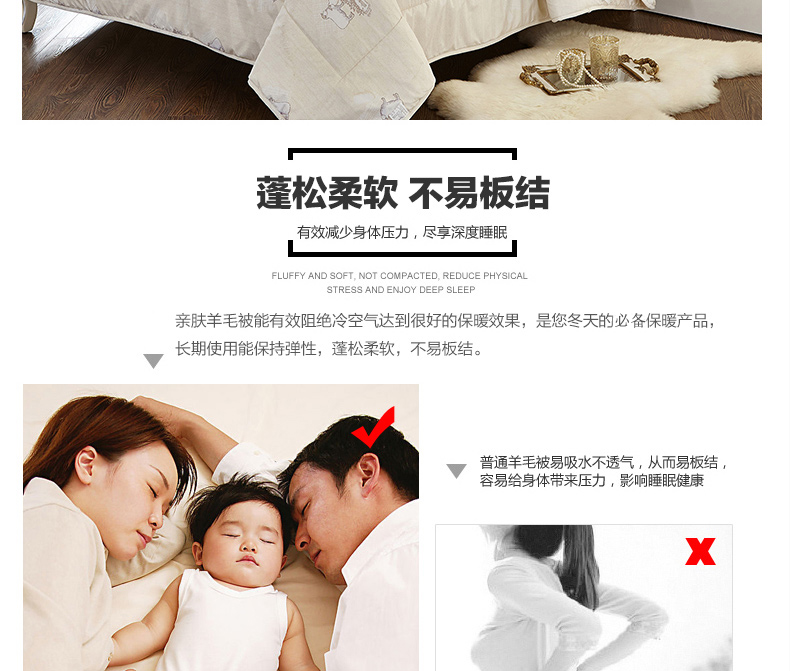 蓬松柔软 不易板结
有效减少身体压力，尽享深度睡眠
FLUFFY AND SOFT, NOT COMPACTED, REDUCE PHYSICAL
STRESS AND ENJOY DEEP SLEEP
亲肤羊毛被能有效阻绝冷空气达到很好的保暖效果，是您冬天的必备保暖产品，
长期使用能保持弹性，蓬松柔软，不易板结。
普通羊毛被易吸水不透气，从而易板结，
容易给身体带来压力，影响睡眠健康